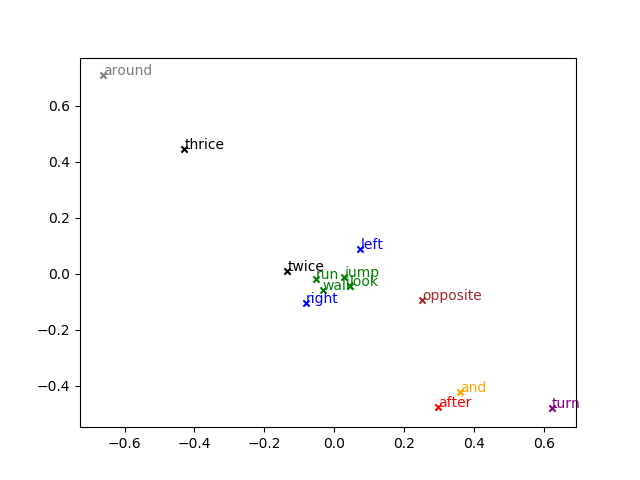 around
0.6
thrice
0.4
0.2
left
twice
0.0
run
jump
walk
look
right
opposite
−0.2
−0.4
and
after
turn
−0.6
−0.4
−0.2
0.0
0.2
0.4
0.6